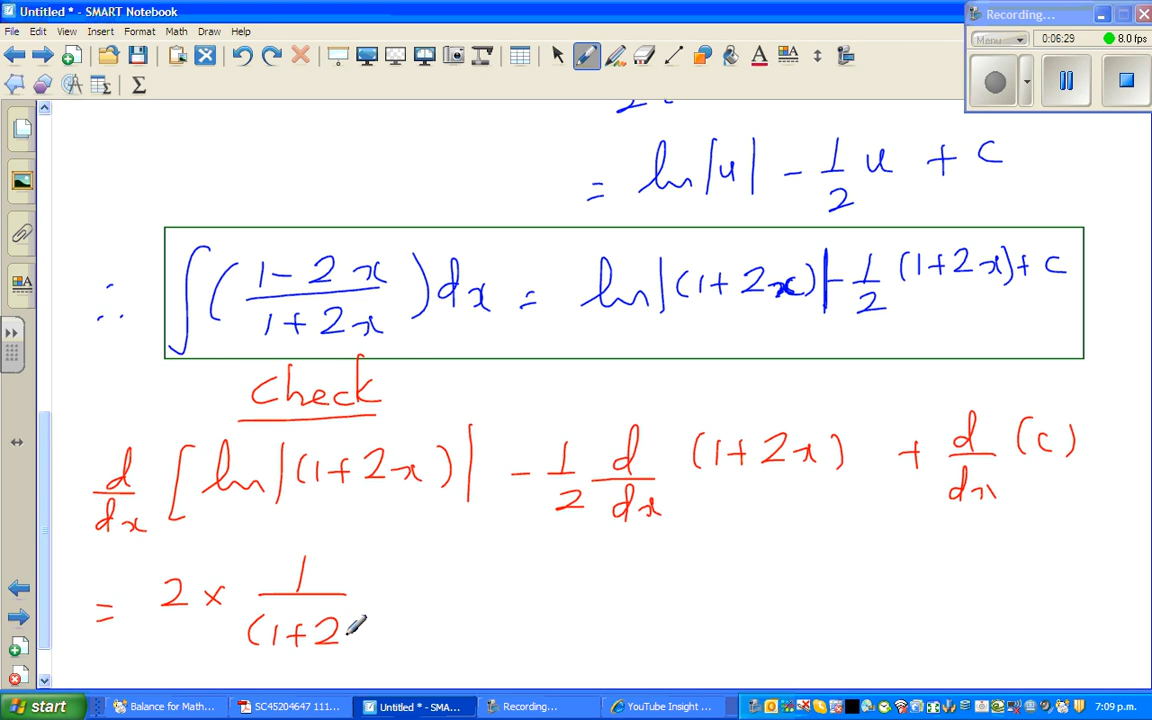 Untitled * - SMART Notebook
Recording...
File Edit View Insert Format Math Draw Help
Menu 0:06:29 8.0 fps
= ln|u| - 1/2 u + c
∴ ∫(1-2x/1+2x)dx = ln|(1+2x)| - 1/2 (1+2x) + c
Check
d/dx [ln|(1+2x)| - 1/2 d/dx (1+2x) + d/dx (c)
= 2 × 1/(1+2
start Balance for Math... SC45204647 111... Untitled * - SMA... Recording... YouTube Insight ... 7:09 p.m.